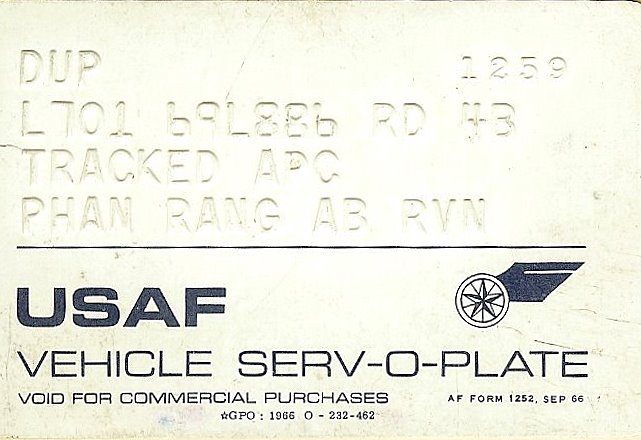 DUP 1259
L701 69L886 RD 43
TRACKED APC
PHAN RANG AB RVN
USAF
VEHICLE SERV-O-PLATE
VOID FOR COMMERCIAL PURCHASES AF FORM 1252, SEP 66
☆GPO : 1966 O - 232-462